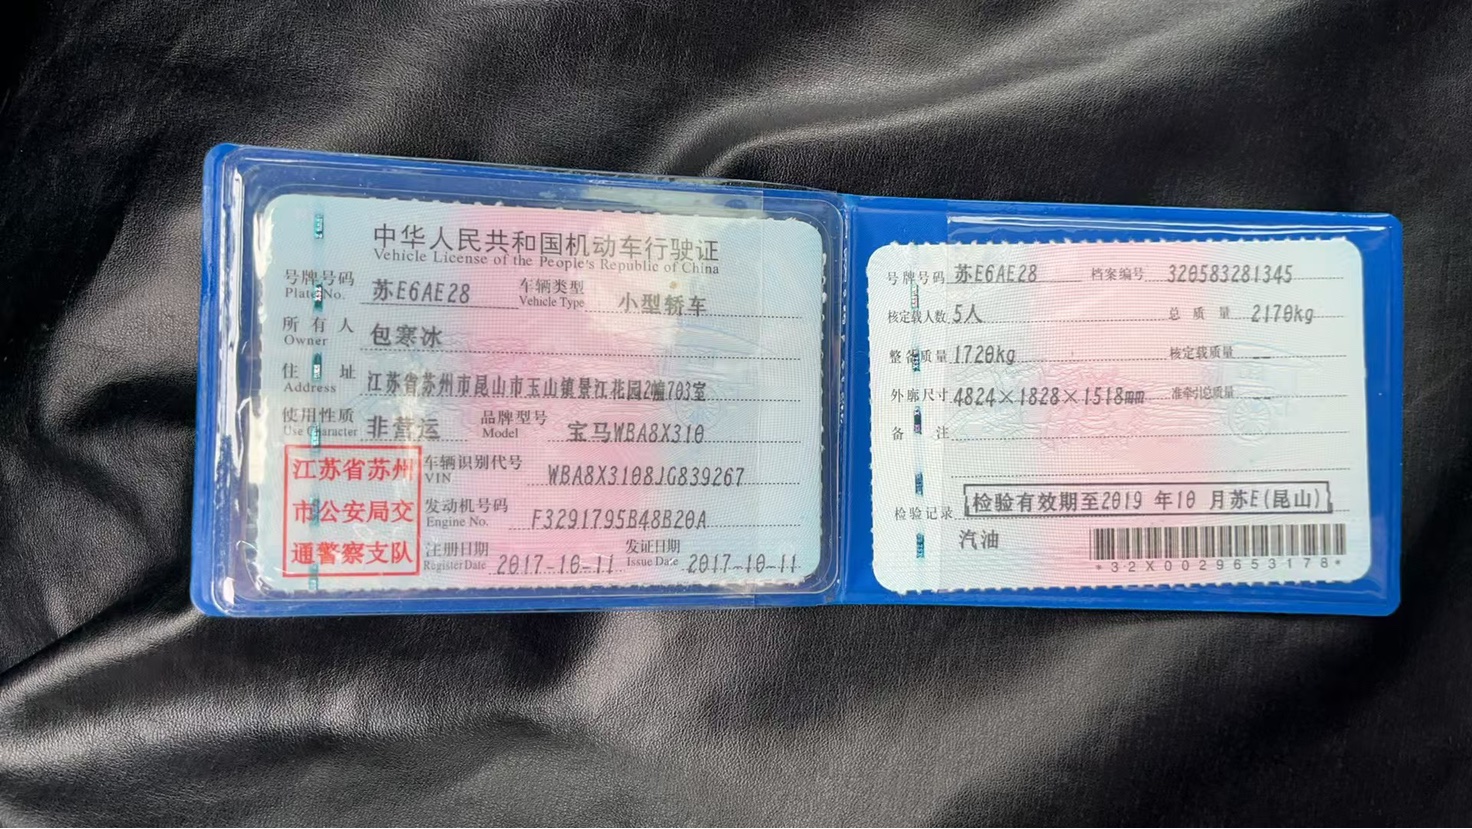 中华人民共和国机动车行驶证
Vehicle License of the People's Republic of China
号牌号码 苏E6AE28 车辆类型 小型轿车
Plate No. Vehicle Type
所有人 包寒冰
Owner
住址 江苏省苏州市昆山市玉山镇景江花园2幢703室
Address
使用性质 非营运 品牌型号 宝马WBA8X310
Use Character Model
江苏省苏州
市公安局交
通警察支队
车辆识别代号 WBA8X3108JG839267
VIN
发动机号码 F3291795B48B20A
Engine No.
注册日期 2017-10-11 发证日期 2017-10-11
Register Date Issue Date
号牌号码 苏E6AE28 档案编号 320583281345
核定载人数 5人 总质量 2170kg
整备质量 1720kg 核定载质量 --
外廓尺寸 4824×1828×1518mm 准牵引总质量 --
备注
检验记录 检验有效期至2019年10月苏E(昆山)
汽油
*32X0029653178*